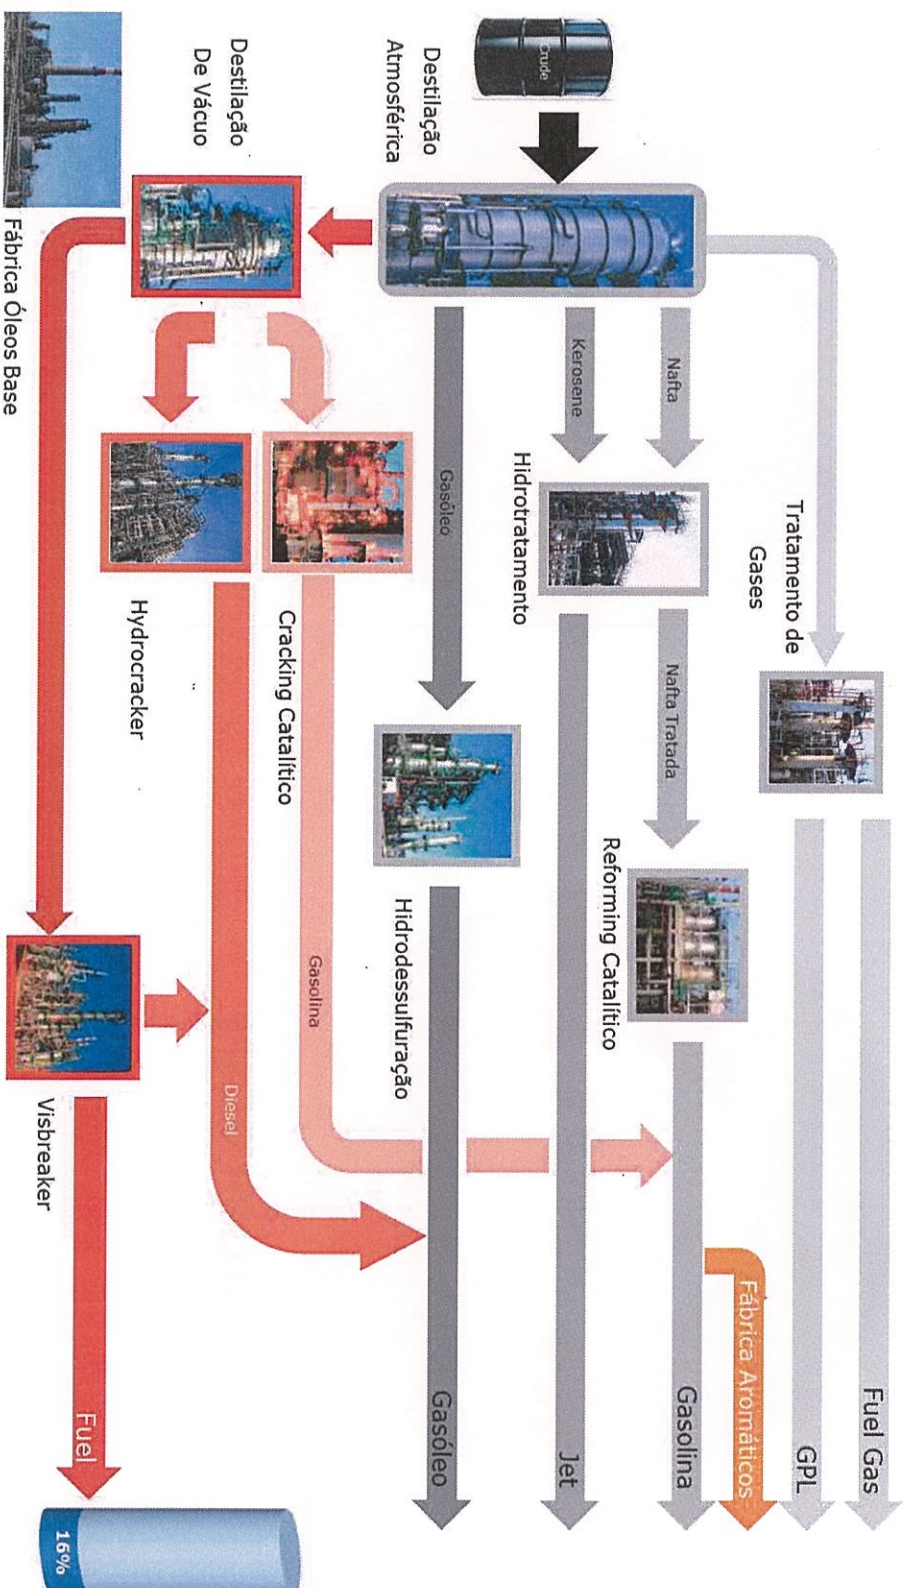 Crude
Destilação
Atmosférica
Destilação
De Vácuo
Fábrica Óleos Base
Nafta
Kerosene
Gasóleo
Hidrotratamento
Tratamento de
Gases
Nafta Tratada
Reforming Catalítico
Cracking Catalítico
Hydrocracker
Hidrodessulfuração
Gasolina
Diesel
Visbreaker
Fuel Gas
GPL
Fábrica Aromáticos
Gasolina
Jet
Gasóleo
Fuel
16%